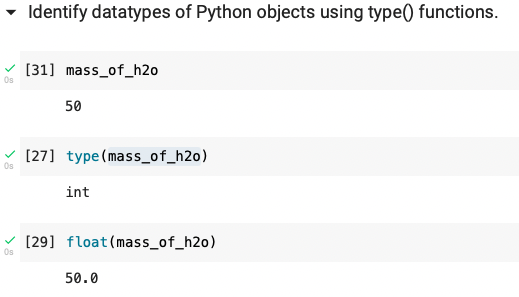 Identify datatypes of Python objects using type() functions.
[31] mass_of_h2o
0s
50
[27] type(mass_of_h2o)
0s
int
[29] float(mass_of_h2o)
0s
50.0